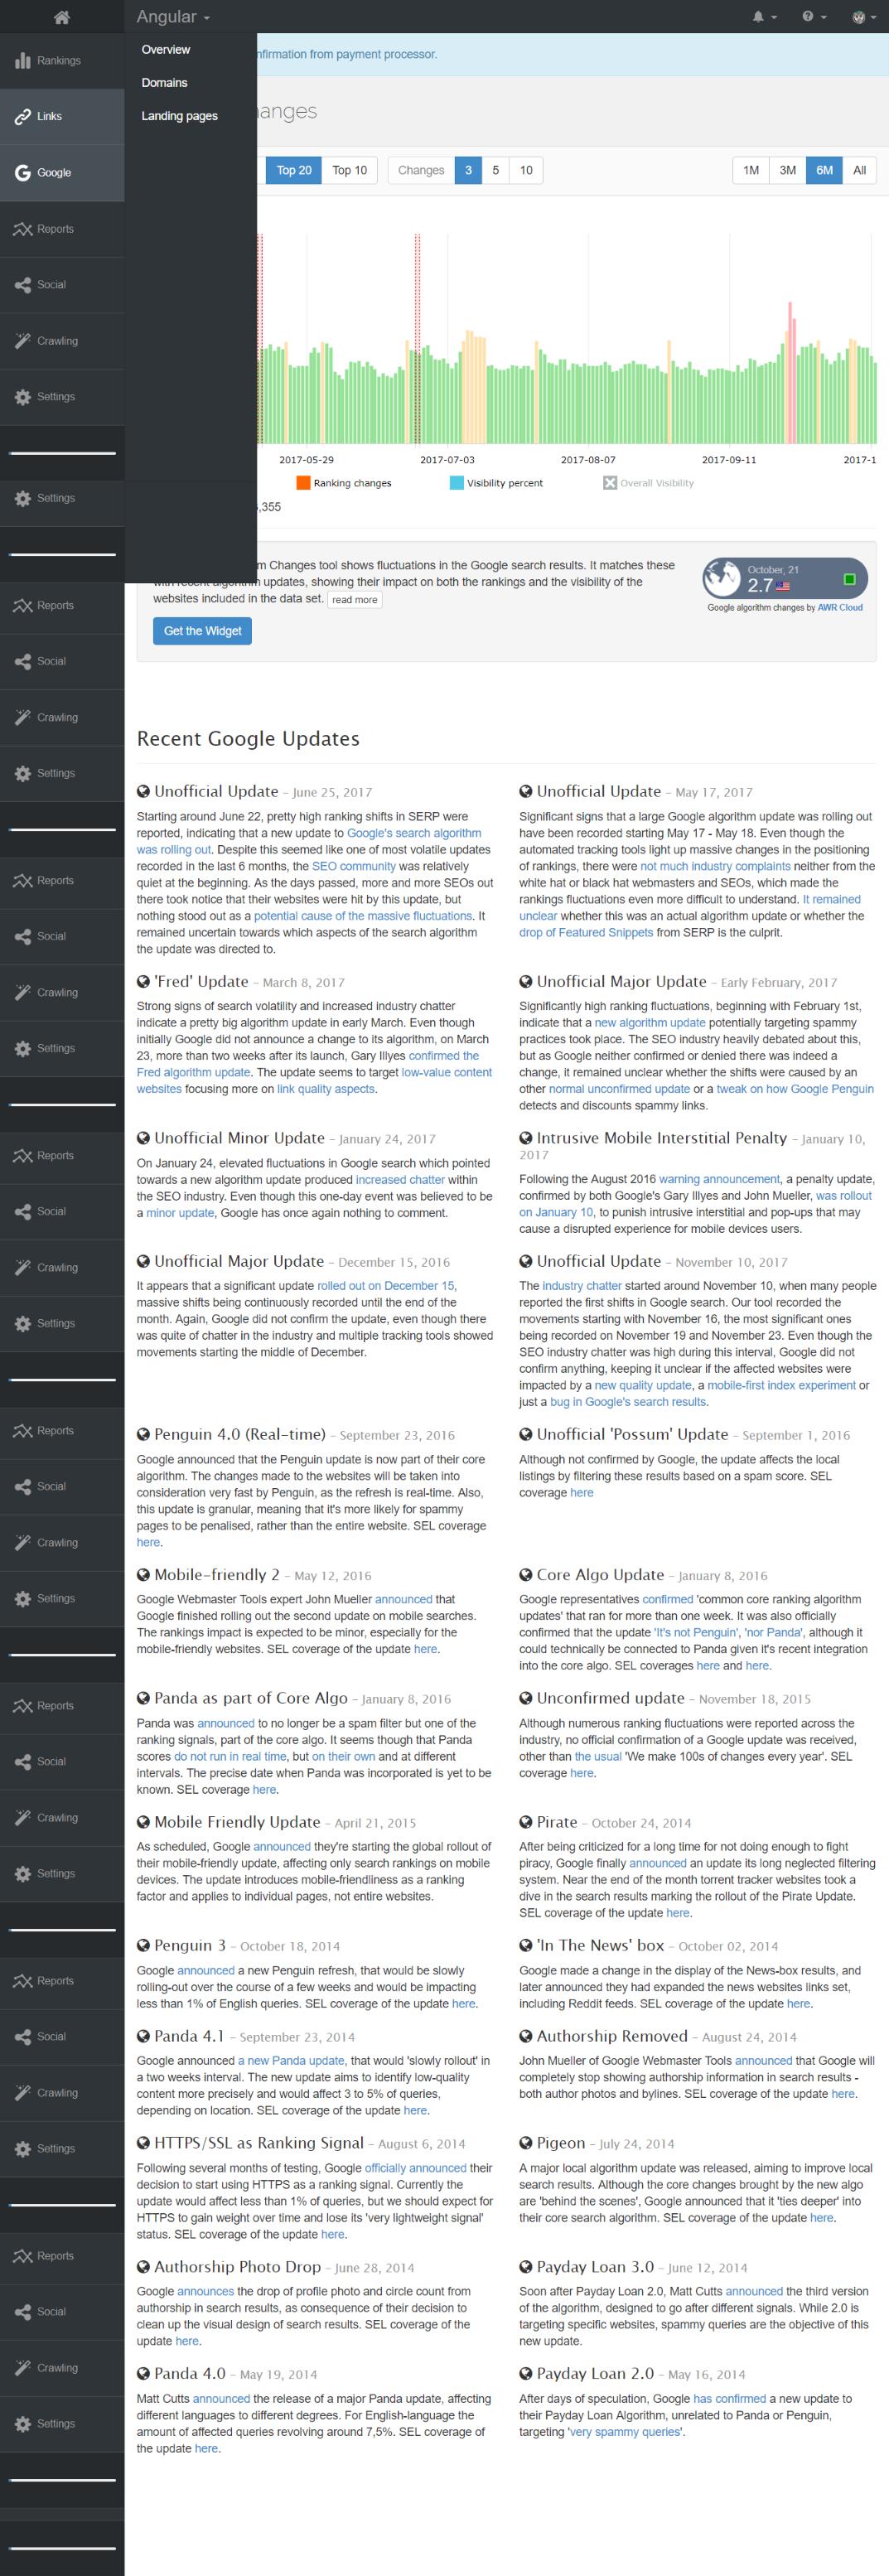 Angular
Rankings
Links
Google
Reports
Social
Crawling
Settings
Settings
Reports
Social
Crawling
Settings
Reports
Social
Crawling
Settings
Reports
Social
Crawling
Settings
Reports
Social
Crawling
Settings
Reports
Social
Crawling
Settings
Reports
Social
Crawling
Settings
Reports
Social
Crawling
Settings
Overview
Domains
Landing pages
nfirmation from payment processor.
anges
Top 20 Top 10 Changes 3 5 10 1M 3M 6M All
2017-05-29 2017-07-03 2017-08-07 2017-09-11 2017-1
Ranking changes Visibility percent Overall Visibility
,355
m Changes tool shows fluctuations in the Google search results. It matches these
with recent algorithm updates, showing their impact on both the rankings and the visibility of the
websites included in the data set. read more
Get the Widget
October, 21
2.7
Google algorithm changes by AWR Cloud
Recent Google Updates
Unofficial Update - June 25, 2017
Starting around June 22, pretty high ranking shifts in SERP were
reported, indicating that a new update to Google's search algorithm
was rolling out. Despite this seemed like one of most volatile updates
recorded in the last 6 months, the SEO community was relatively
quiet at the beginning. As the days passed, more and more SEOs out
there took notice that their websites were hit by this update, but
nothing stood out as a potential cause of the massive fluctuations. It
remained uncertain towards which aspects of the search algorithm
the update was directed to.
Unofficial Update - May 17, 2017
Significant signs that a large Google algorithm update was rolling out
have been recorded starting May 17 - May 18. Even though the
automated tracking tools light up massive changes in the positioning
of rankings, there were not much industry complaints neither from the
white hat or black hat webmasters and SEOs, which made the
rankings fluctuations even more difficult to understand. It remained
unclear whether this was an actual algorithm update or whether the
drop of Featured Snippets from SERP is the culprit.
'Fred' Update - March 8, 2017
Strong signs of search volatility and increased industry chatter
indicate a pretty big algorithm update in early March. Even though
initially Google did not announce a change to its algorithm, on March
23, more than two weeks after its launch, Gary Illyes confirmed the
Fred algorithm update. The update seems to target low-value content
websites focusing more on link quality aspects.
Unofficial Major Update - Early February, 2017
Significantly high ranking fluctuations, beginning with February 1st,
indicate that a new algorithm update potentially targeting spammy
practices took place. The SEO industry heavily debated about this,
but as Google neither confirmed or denied there was indeed a
change, it remained unclear whether the shifts were caused by an
other normal unconfirmed update or a tweak on how Google Penguin
detects and discounts spammy links.
Unofficial Minor Update - January 24, 2017
On January 24, elevated fluctuations in Google search which pointed
towards a new algorithm update produced increased chatter within
the SEO industry. Even though this one-day event was believed to be
a minor update, Google has once again nothing to comment.
Intrusive Mobile Interstitial Penalty - January 10,
2017
Following the August 2016 warning announcement, a penalty update,
confirmed by both Google's Gary Illyes and John Mueller, was rollout
on January 10, to punish intrusive interstitial and pop-ups that may
cause a disrupted experience for mobile devices users.
Unofficial Major Update - December 15, 2016
It appears that a significant update rolled out on December 15,
massive shifts being continuously recorded until the end of the
month. Again, Google did not confirm the update, even though there
was quite of chatter in the industry and multiple tracking tools showed
movements starting the middle of December.
Unofficial Update - November 10, 2017
The industry chatter started around November 10, when many people
reported the first shifts in Google search. Our tool recorded the
movements starting with November 16, the most significant ones
being recorded on November 19 and November 23. Even though the
SEO industry chatter was high during this interval, Google did not
confirm anything, keeping it unclear if the affected websites were
impacted by a new quality update, a mobile-first index experiment or
just a bug in Google's search results.
Penguin 4.0 (Real-time) - September 23, 2016
Google announced that the Penguin update is now part of their core
algorithm. The changes made to the websites will be taken into
consideration very fast by Penguin, as the refresh is real-time. Also,
this update is granular, meaning that it's more likely for spammy
pages to be penalised, rather than the entire website. SEL coverage
here.
Unofficial 'Possum' Update - September 1, 2016
Although not confirmed by Google, the update affects the local
listings by filtering these results based on a spam score. SEL
coverage here
Mobile-friendly 2 - May 12, 2016
Google Webmaster Tools expert John Mueller announced that
Google finished rolling out the second update on mobile searches.
The rankings impact is expected to be minor, especially for the
mobile-friendly websites. SEL coverage of the update here.
Core Algo Update - January 8, 2016
Google representatives confirmed 'common core ranking algorithm
updates' that ran for more than one week. It was also officially
confirmed that the update 'It's not Penguin', 'nor Panda', although it
could technically be connected to Panda given it's recent integration
into the core algo. SEL coverages here and here.
Panda as part of Core Algo - January 8, 2016
Panda was announced to no longer be a spam filter but one of the
ranking signals, part of the core algo. It seems though that Panda
scores do not run in real time, but on their own and at different
intervals. The precise date when Panda was incorporated is yet to be
known. SEL coverage here.
Unconfirmed update - November 18, 2015
Although numerous ranking fluctuations were reported across the
industry, no official confirmation of a Google update was received,
other than the usual 'We make 100s of changes every year'. SEL
coverage here.
Mobile Friendly Update - April 21, 2015
As scheduled, Google announced they're starting the global rollout of
their mobile-friendly update, affecting only search rankings on mobile
devices. The update introduces mobile-friendliness as a ranking
factor and applies to individual pages, not entire websites.
Pirate - October 24, 2014
After being criticized for a long time for not doing enough to fight
piracy, Google finally announced an update its long neglected filtering
system. Near the end of the month torrent tracker websites took a
dive in the search results marking the rollout of the Pirate Update.
SEL coverage of the update here.
Penguin 3 - October 18, 2014
Google announced a new Penguin refresh, that would be slowly
rolling-out over the course of a few weeks and would be impacting
less than 1% of English queries. SEL coverage of the update here.
'In The News' box - October 02, 2014
Google made a change in the display of the News-box results, and
later announced they had expanded the news websites links set,
including Reddit feeds. SEL coverage of the update here.
Panda 4.1 - September 23, 2014
Google announced a new Panda update, that would 'slowly rollout' in
a two weeks interval. The new update aims to identify low-quality
content more precisely and would affect 3 to 5% of queries,
depending on location. SEL coverage of the update here.
Authorship Removed - August 24, 2014
John Mueller of Google Webmaster Tools announced that Google will
completely stop showing authorship information in search results -
both author photos and bylines. SEL coverage of the update here.
HTTPS/SSL as Ranking Signal - August 6, 2014
Following several months of testing, Google officially announced their
decision to start using HTTPS as a ranking signal. Currently the
update would affect less than 1% of queries, but we should expect for
HTTPS to gain weight over time and lose its 'very lightweight signal'
status. SEL coverage of the update here.
Pigeon - July 24, 2014
A major local algorithm update was released, aiming to improve local
search results. Although the core changes brought by the new algo
are 'behind the scenes', Google announced that it 'ties deeper' into
their core search algorithm. SEL coverage of the update here.
Authorship Photo Drop - June 28, 2014
Google announces the drop of profile photo and circle count from
authorship in search results, as consequence of their decision to
clean up the visual design of search results. SEL coverage of the
update here.
Payday Loan 3.0 - June 12, 2014
Soon after Payday Loan 2.0, Matt Cutts announced the third version
of the algorithm, designed to go after different signals. While 2.0 is
targeting specific websites, spammy queries are the objective of this
new update.
Panda 4.0 - May 19, 2014
Matt Cutts announced the release of a major Panda update, affecting
different languages to different degrees. For English-language the
amount of affected queries revolving around 7,5%. SEL coverage of
the update here.
Payday Loan 2.0 - May 16, 2014
After days of speculation, Google has confirmed a new update to
their Payday Loan Algorithm, unrelated to Panda or Penguin,
targeting 'very spammy queries'.